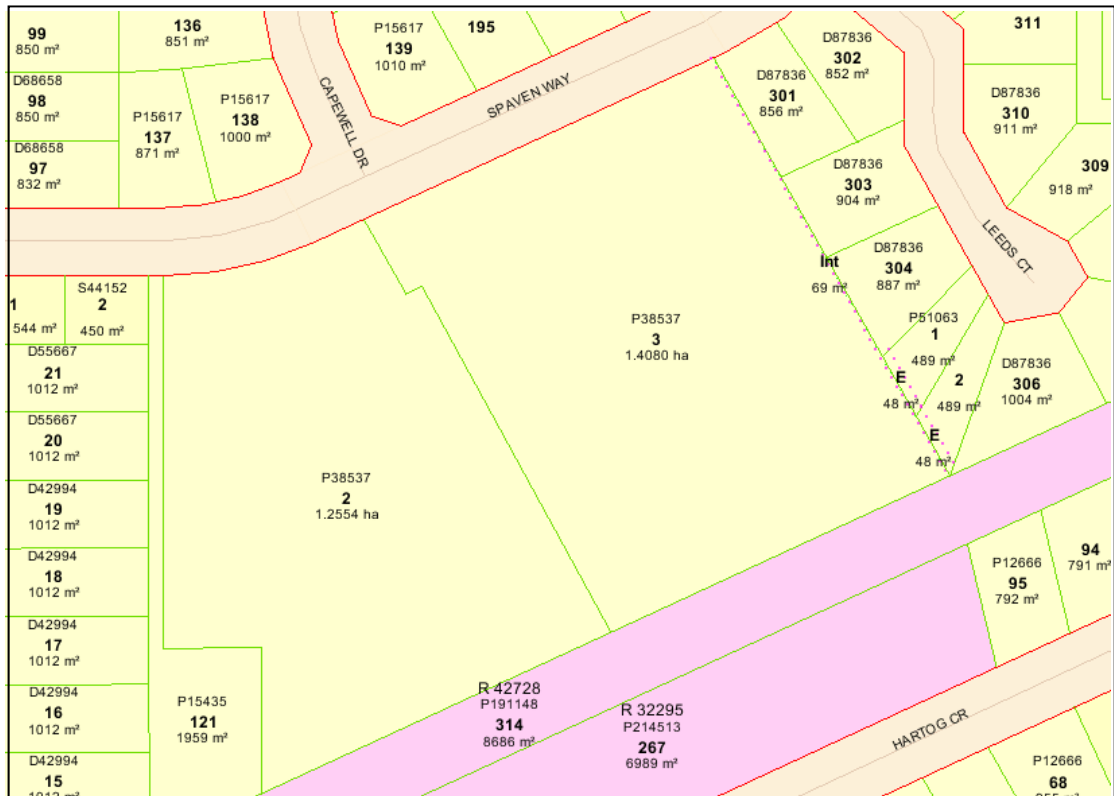 99
850 m²
136
851 m²
P15617
139
1010 m²
195
311
D87836
302
852 m²
D68658
98
850 m²
P15617
137
871 m²
P15617
138
1000 m²
CAPEWELL DR
SPAVEN WAY
D87836
301
856 m²
D87836
310
911 m²
D68658
97
832 m²
D87836
303
904 m²
309
918 m²
LEEDS CT
D87836
304
887 m²
Int
69 m²
1
544 m²
S44152
2
450 m²
P38537
3
1.4080 ha
P51063
1
489 m²
2
489 m²
D87836
306
1004 m²
E
48 m²
E
48 m²
D55667
21
1012 m²
D55667
20
1012 m²
P38537
2
1.2554 ha
D42994
19
1012 m²
D42994
18
1012 m²
94
791 m²
P12666
95
792 m²
D42994
17
1012 m²
D42994
16
1012 m²
P15435
121
1959 m²
R 42728
P191148
314
8686 m²
R 32295
P214513
267
6989 m²
HARTOG CR
D42994
15
P12666
68